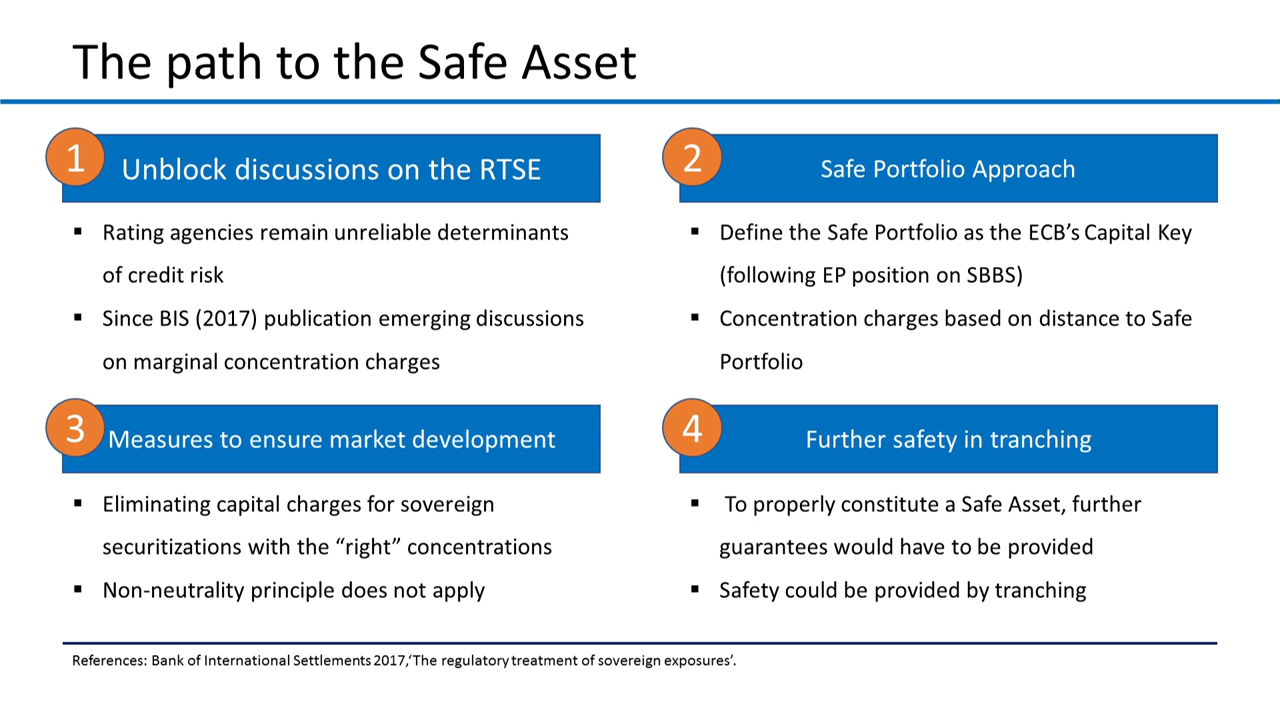 The path to the Safe Asset
1
Unblock discussions on the RTSE
▪ Rating agencies remain unreliable determinants
of credit risk
▪ Since BIS (2017) publication emerging discussions
on marginal concentration charges
2
Safe Portfolio Approach
▪ Define the Safe Portfolio as the ECB’s Capital Key
(following EP position on SBBS)
▪ Concentration charges based on distance to Safe
Portfolio
3
Measures to ensure market development
▪ Eliminating capital charges for sovereign
securitizations with the “right” concentrations
▪ Non-neutrality principle does not apply
4
Further safety in tranching
▪ To properly constitute a Safe Asset, further
guarantees would have to be provided
▪ Safety could be provided by tranching
References: Bank of International Settlements 2017,‘The regulatory treatment of sovereign exposures’.